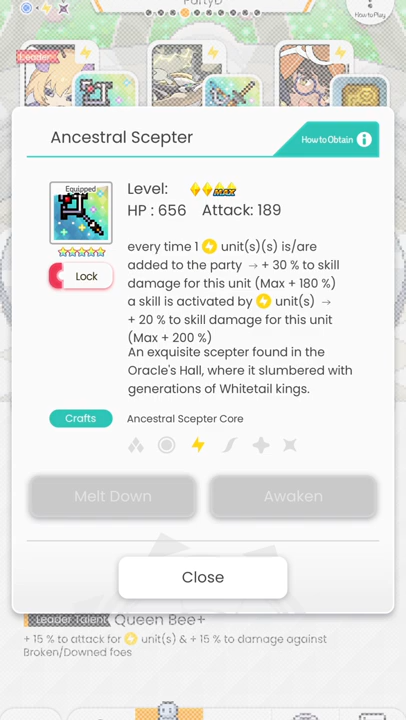 PartyD
How to Play
Leader
Ancestral Scepter
How to Obtain
Equipped
Level:
MAX
HP : 656 Attack: 189
Lock
every time 1 unit(s)(s) is/are
added to the party → + 30 % to skill
damage for this unit (Max + 180 %)
a skill is activated by unit(s) →
+ 20 % to skill damage for this unit
(Max + 200 %)
An exquisite scepter found in the
Oracle's Hall, where it slumbered with
generations of Whitetail kings.
Crafts
Ancestral Scepter Core
Melt Down
Awaken
Close
Leader Talent Queen Bee+
+ 15 % to attack for unit(s) & + 15 % to damage against
Broken/Downed foes